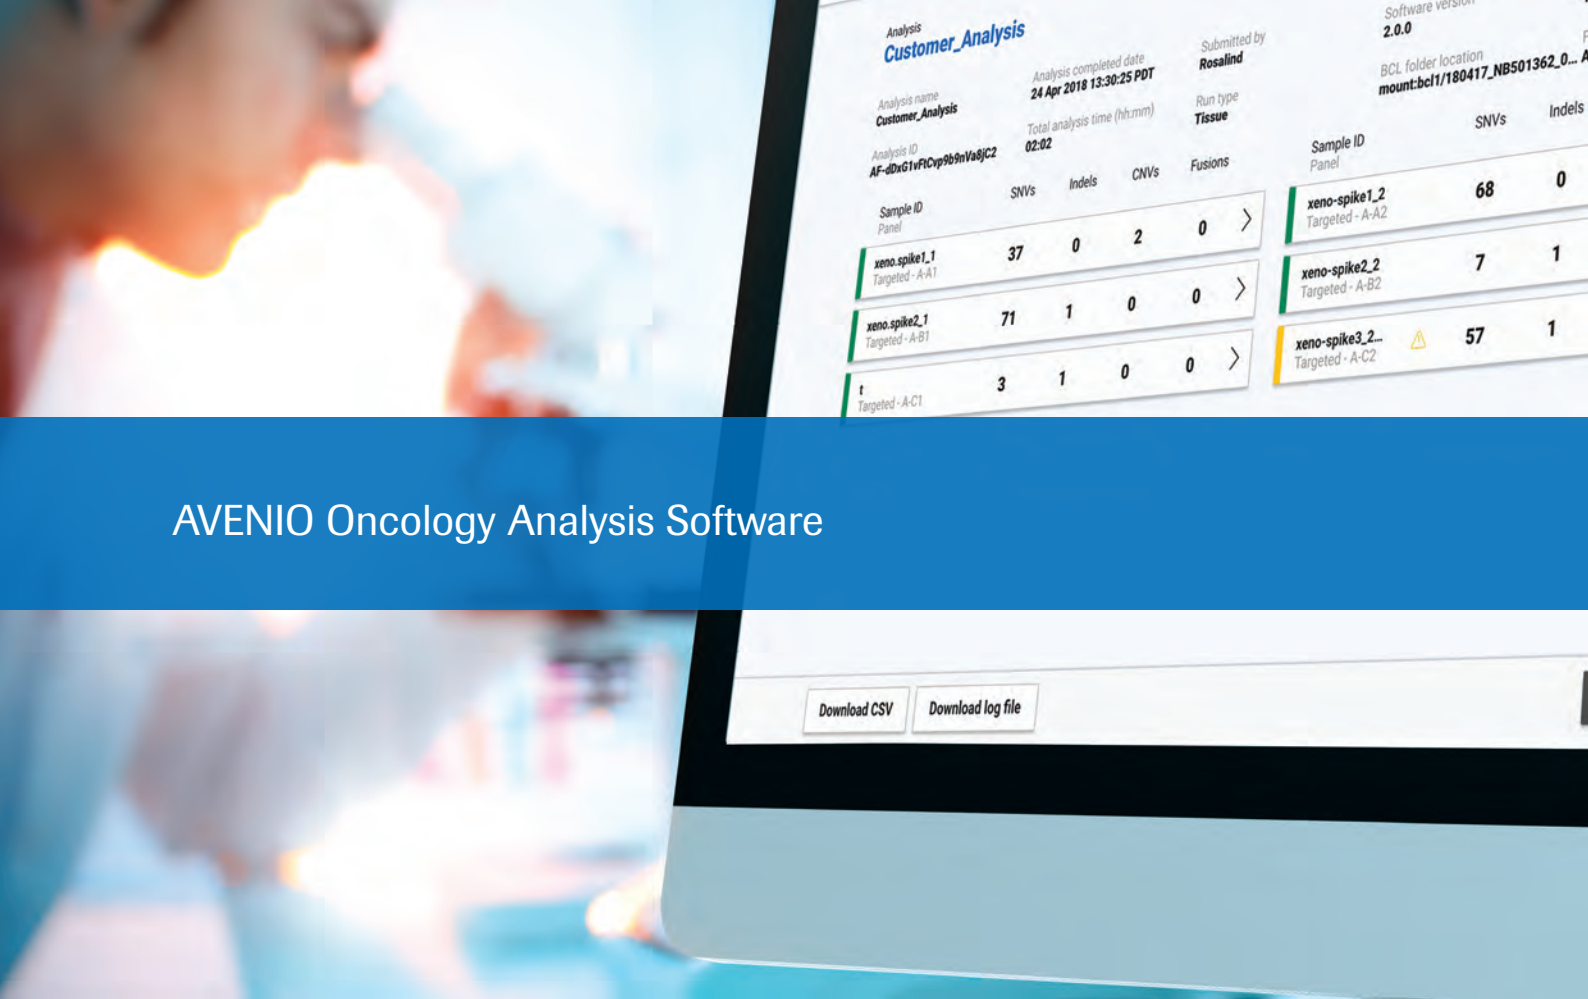 Analysis
Customer_Analysis
Analysis name
Customer_Analysis
Analysis completed date
24 Apr 2018 13:30:25 PDT
Submitted by
Rosalind
Software version
2.0.0
Analysis ID
AF-dDxG1vFtCvp9b9nVa8jC2
Total analysis time (hh:mm)
02:02
Run type
Tissue
BCL folder location
mount:bcl1/180417_NB501362_0...
Sample ID
Panel
SNVs Indels CNVs Fusions
xeno.spike1_1
Targeted - A-A1
37 0 2 0
xeno.spike2_1
Targeted - A-B1
71 1 0 0
t
Targeted - A-C1
3 1 0 0
Sample ID
Panel
SNVs Indels
xeno-spike1_2
Targeted - A-A2
68 0
xeno-spike2_2
Targeted - A-B2
7 1
xeno-spike3_2...
Targeted - A-C2
57 1
AVENIO Oncology Analysis Software
Download CSV Download log file